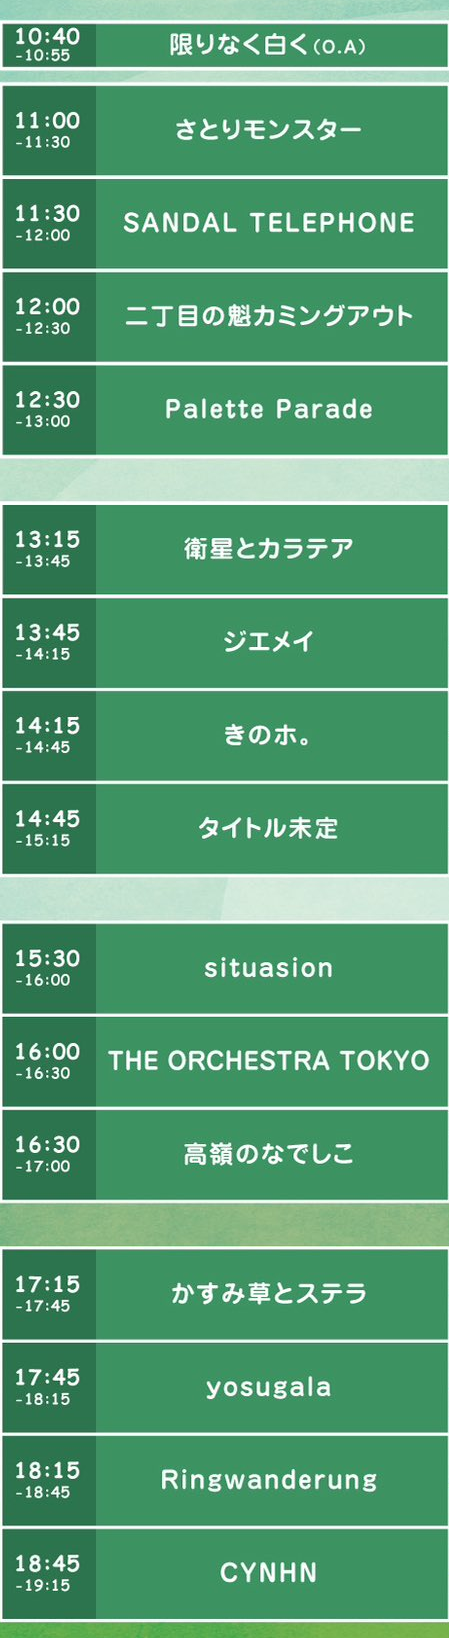 10:40
-10:55
限りなく白く(O.A)
11:00
-11:30
さとりモンスター
11:30
-12:00
SANDAL TELEPHONE
12:00
-12:30
二丁目の魁カミングアウト
12:30
-13:00
Palette Parade
13:15
-13:45
衛星とカラテア
13:45
-14:15
ジエメイ
14:15
-14:45
きのホ。
14:45
-15:15
タイトル未定
15:30
-16:00
situasion
16:00
-16:30
THE ORCHESTRA TOKYO
16:30
-17:00
高嶺のなでしこ
17:15
-17:45
かすみ草とステラ
17:45
-18:15
yosugala
18:15
-18:45
Ringwanderung
18:45
-19:15
CYNHN